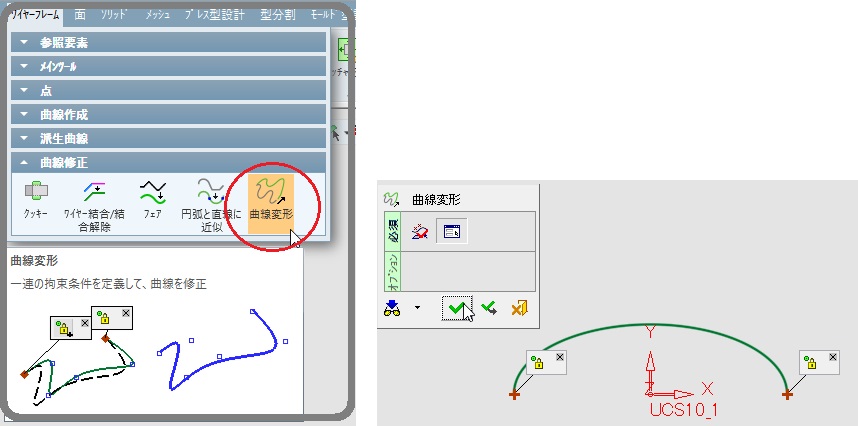 ワイヤーフレーム 面 ソリッド メッシュ プレス型設計 型分割 モールド
参照要素
メインツール
点
曲線作成
派生曲線
曲線修正
クッキー
ワイヤー結合/結合解除
フェア
円弧と直線に近似
曲線変形
曲線変形
一連の拘束条件を定義して、曲線を修正
曲線変形
必須
オプション
Y
Z
X
UCS10_1